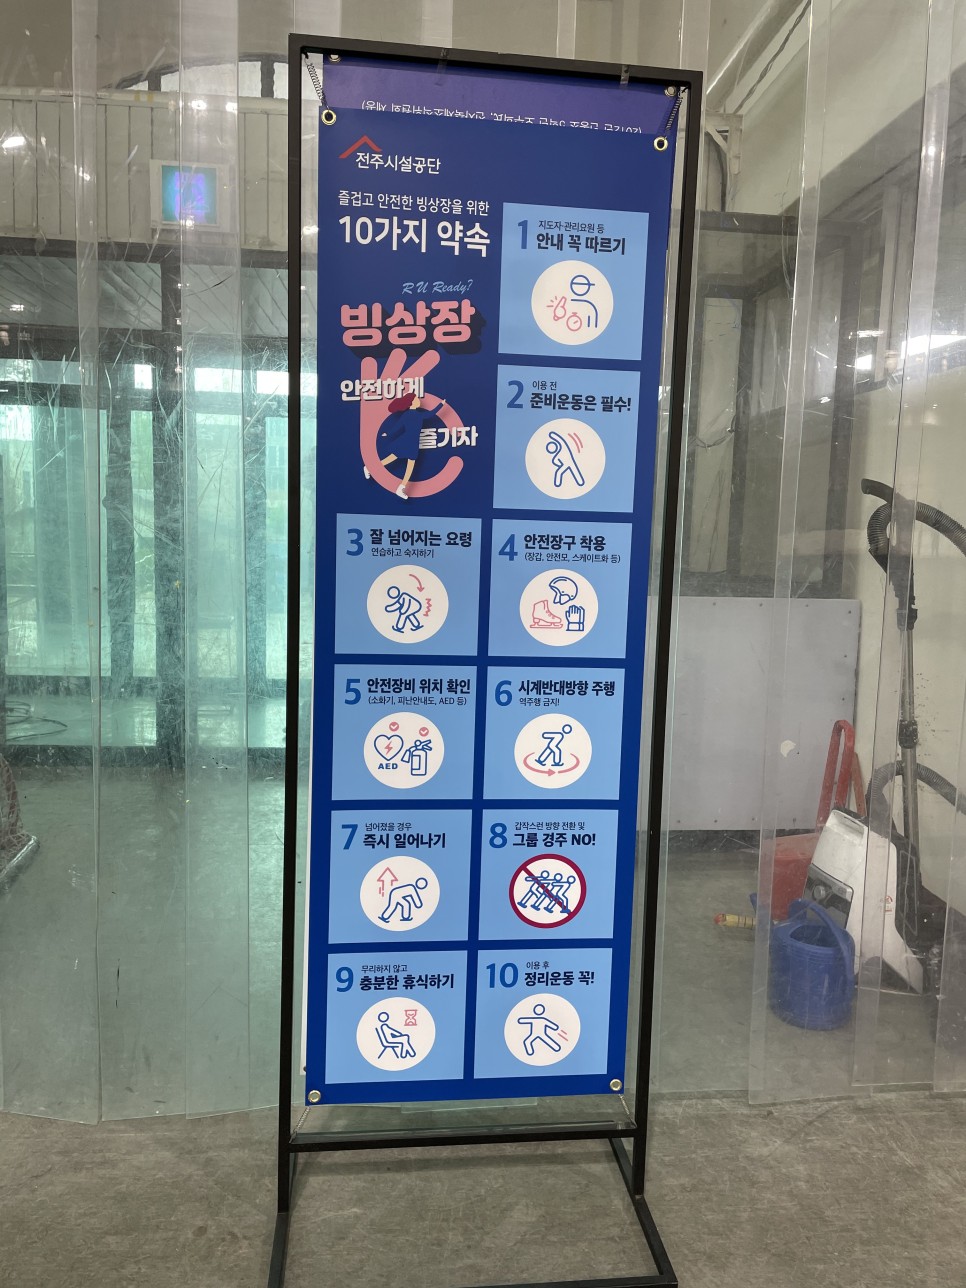 전주시설공단
즐겁고 안전한 빙상장을 위한
10가지 약속
R U Ready?
빙상장
안전하게
즐기자
1 지도자·관리요원 등
안내 꼭 따르기
2 이용 전
준비운동은 필수!
3 잘 넘어지는 요령
연습하고 숙지하기
4 안전장구 착용
(장갑, 안전모, 스케이트화 등)
5 안전장비 위치 확인
(소화기, 피난안내도, AED 등)
AED
6 시계반대방향 주행
역주행 금지!
7 넘어졌을 경우
즉시 일어나기
8 갑작스런 방향 전환 및
그룹 경주 NO!
9 무리하지 않고
충분한 휴식하기
10 이용 후
정리운동 꼭!